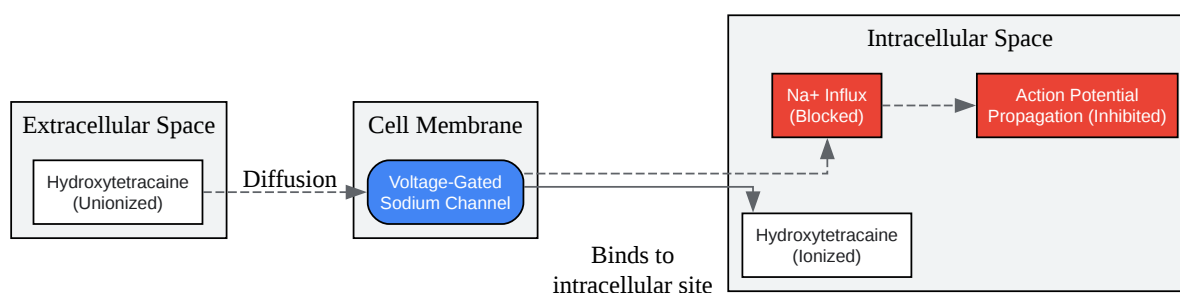 Extracellular Space
Hydroxytetracaine
(Unionized)
Diffusion
Cell Membrane
Voltage-Gated
Sodium Channel
Binds to
intracellular site
Intracellular Space
Na+ Influx
(Blocked)
Action Potential
Propagation (Inhibited)
Hydroxytetracaine
(Ionized)